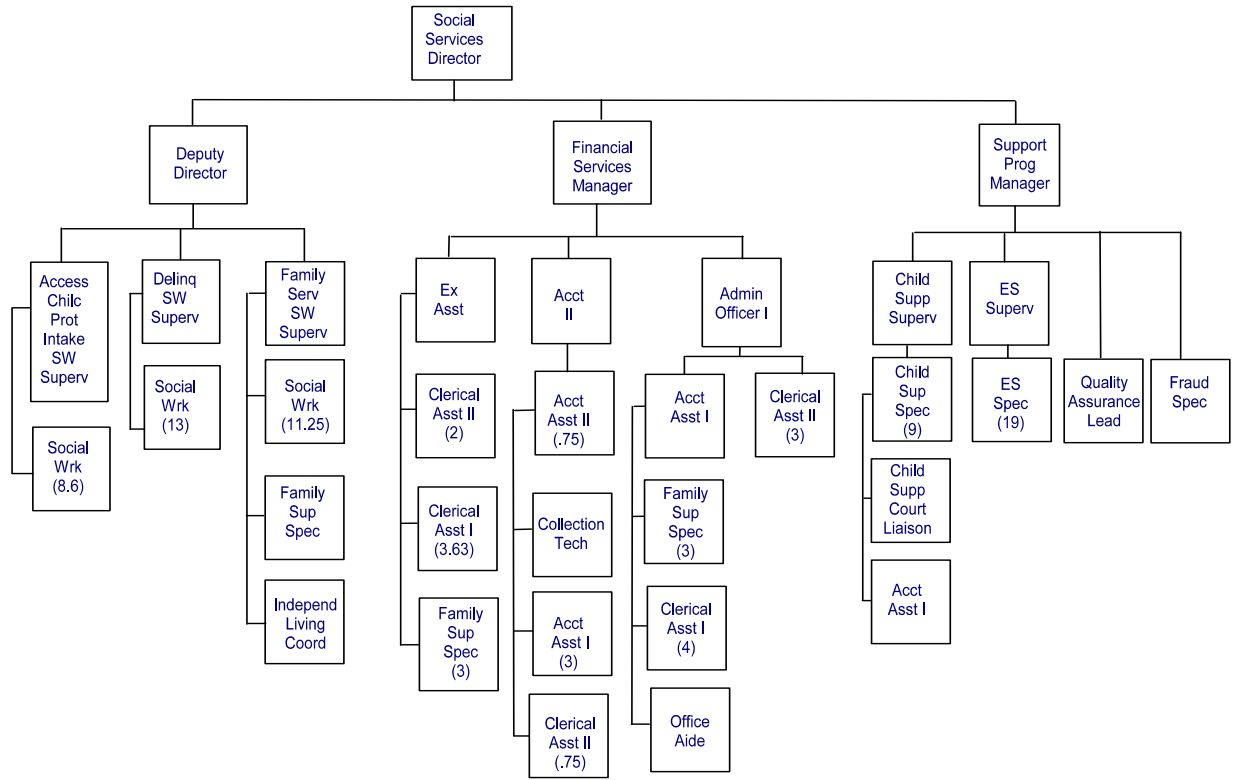 Social
Services
Director
Deputy
Director
Financial
Services
Manager
Support
Prog
Manager
Access
Chilc
Prot
Intake
SW
Superv
Delinq
SW
Superv
Family
Serv
SW
Superv
Ex
Asst
Acct
II
Admin
Officer I
Child
Supp
Superv
ES
Superv
Social
Wrk
(8.6)
Social
Wrk
(13)
Social
Wrk
(11.25)
Family
Sup
Spec
Independ
Living
Coord
Clerical
Asst II
(2)
Clerical
Asst I
(3.63)
Family
Sup
Spec
(3)
Acct
Asst II
(.75)
Collection
Tech
Acct
Asst I
(3)
Clerical
Asst II
(.75)
Acct
Asst I
Clerical
Asst II
(3)
Family
Sup
Spec
(3)
Clerical
Asst I
(4)
Office
Aide
Child
Sup
Spec
(9)
Child
Supp
Court
Liaison
Acct
Asst I
ES
Spec
(19)
Quality
Assurance
Lead
Fraud
Spec